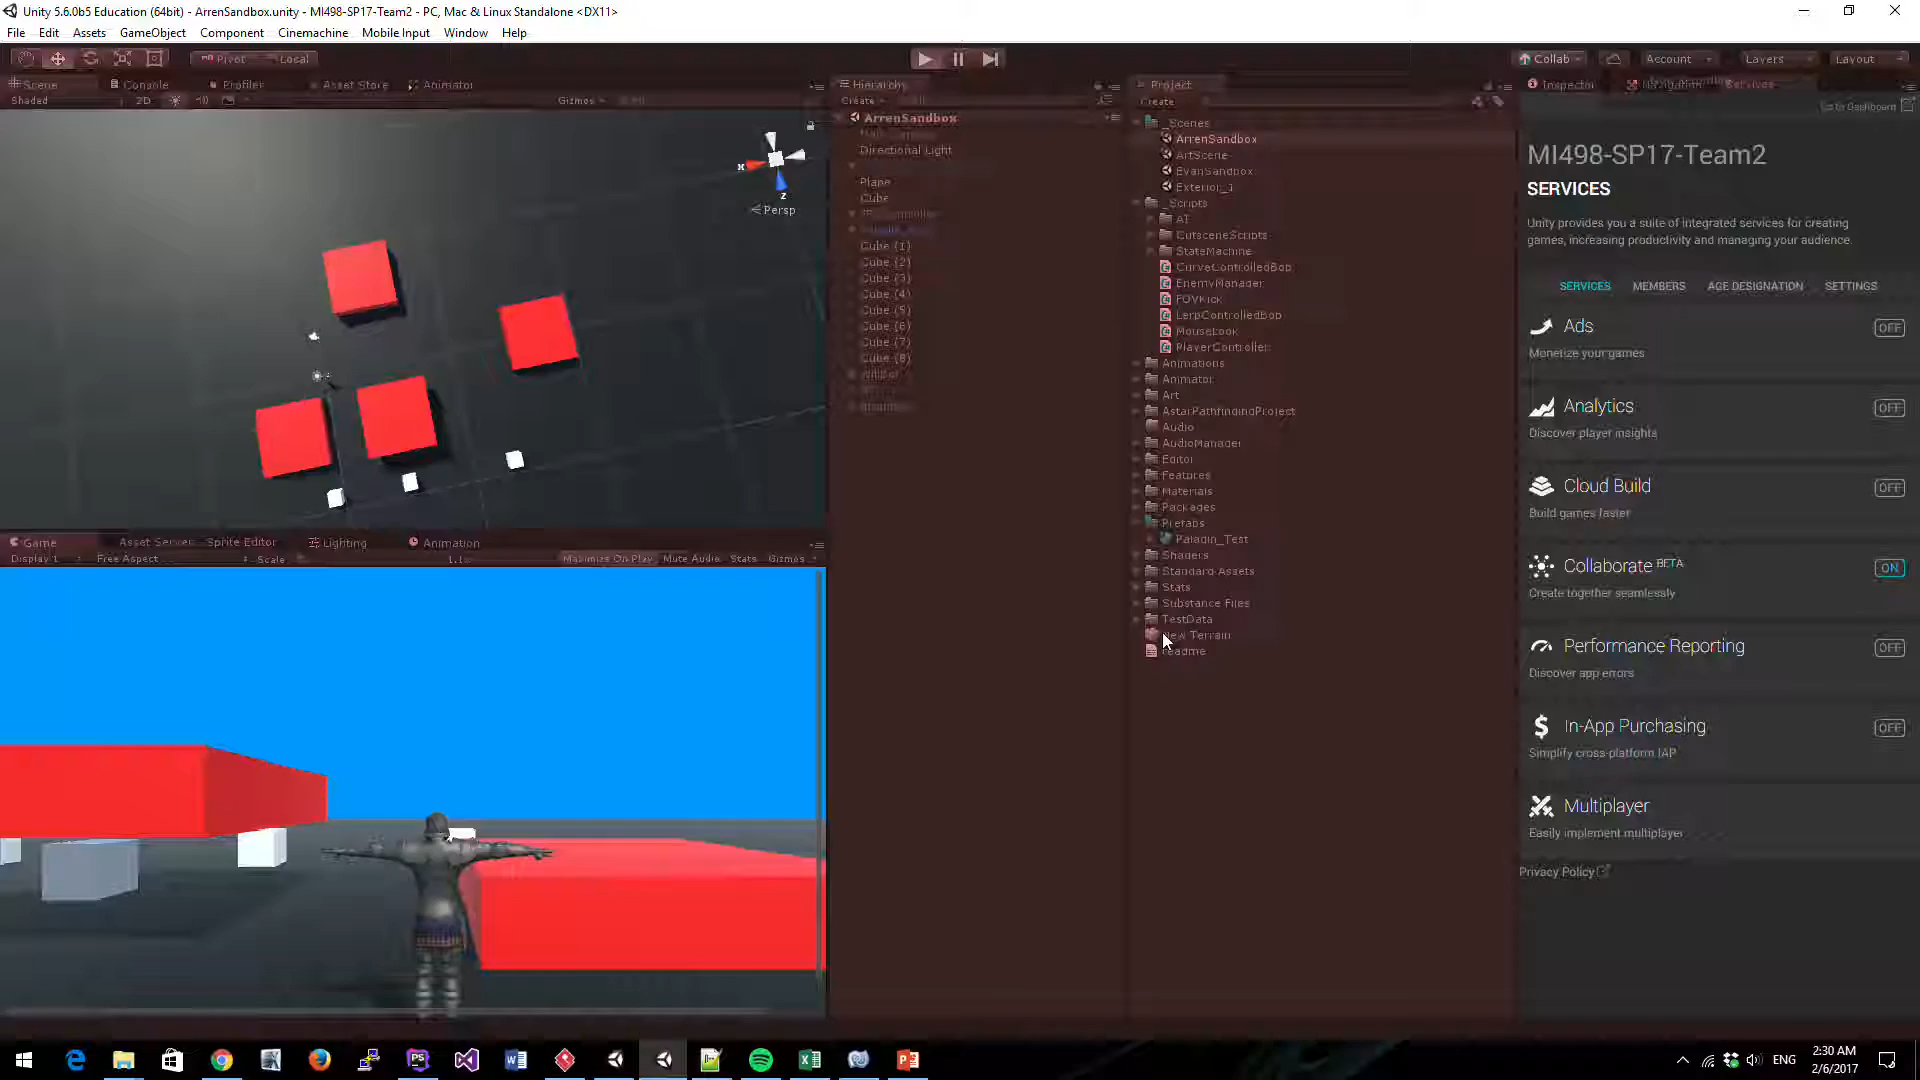 Unity 5.6.0b5 Education (64bit) - ArrenSandbox.unity - MI498-SP17-Team2 - PC, Mac & Linux Standalone <DX11>
File Edit Assets GameObject Component Cinemachine Mobile Input Window Help
Pivot Local
Collab Account Layers Layout
Scene Console Profiler Asset Store Animator
Shaded 2D Gizmos
Persp
x
z
Game Asset Server Sprite Editor Lighting Animation
Display 1 Free Aspect Scale 1.1 Maximize On Play Mute Audio Stats Gizmos
Hierarchy
Create
ArrenSandbox
Directional Light
Plane
Cube
Cube (1)
Cube (2)
Cube (3)
Cube (4)
Cube (5)
Cube (6)
Cube (7)
Cube (8)
Project
Create
_Scenes
ArrenSandbox
ArtScene
EvanSandbox
Exterior_1
_Scripts
AI
CutsceneScripts
StateMachine
CurveControlledBob
EnemyManager
FOVKick
LerpControlledBob
MouseLook
PlayerController
Animations
Animator
Art
AstarPathfindingProject
Audio
AudioManager
Editor
Features
Materials
Packages
Prefabs
Paladin_Test
Shaders
Standard Assets
Stats
Substance Files
TestData
New Terrain
readme
Inspector Navigation Services
Go to Dashboard
MI498-SP17-Team2
SERVICES
Unity provides you a suite of integrated services for creating
games, increasing productivity and managing your audience.
SERVICES MEMBERS AGE DESIGNATION SETTINGS
Ads OFF
Monetize your games
Analytics OFF
Discover player insights
Cloud Build OFF
Build games faster
Collaborate BETA ON
Create together seamlessly
Performance Reporting OFF
Discover app errors
In-App Purchasing OFF
Simplify cross-platform IAP
Multiplayer
Easily implement multiplayer
Privacy Policy
ENG
2:30 AM
2/6/2017